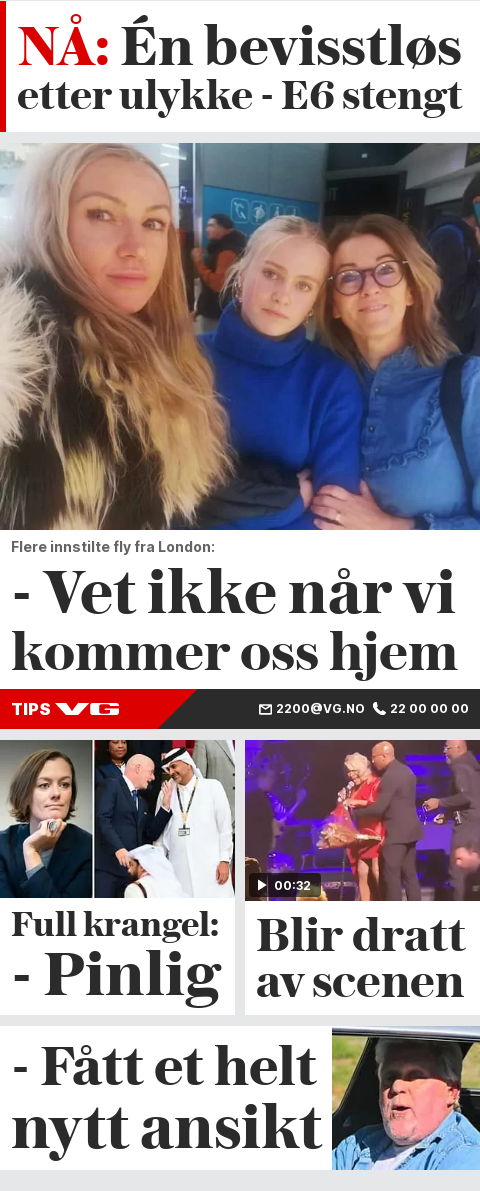 NÅ: Én bevisstløs
etter ulykke - E6 stengt
Flere innstilte fly fra London:
- Vet ikke når vi
kommer oss hjem
TIPS VG 2200@VG.NO 22 00 00 00
00:32
Full krangel:
- Pinlig
Blir dratt
av scenen
- Fått et helt
nytt ansikt